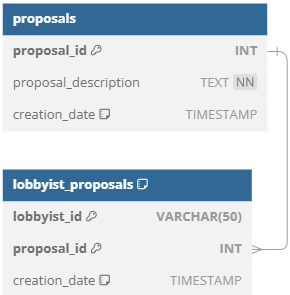 proposals
proposal_id INT
proposal_description TEXT NN
creation_date TIMESTAMP
lobbyist_proposals
lobbyist_id VARCHAR(50)
proposal_id INT
creation_date TIMESTAMP